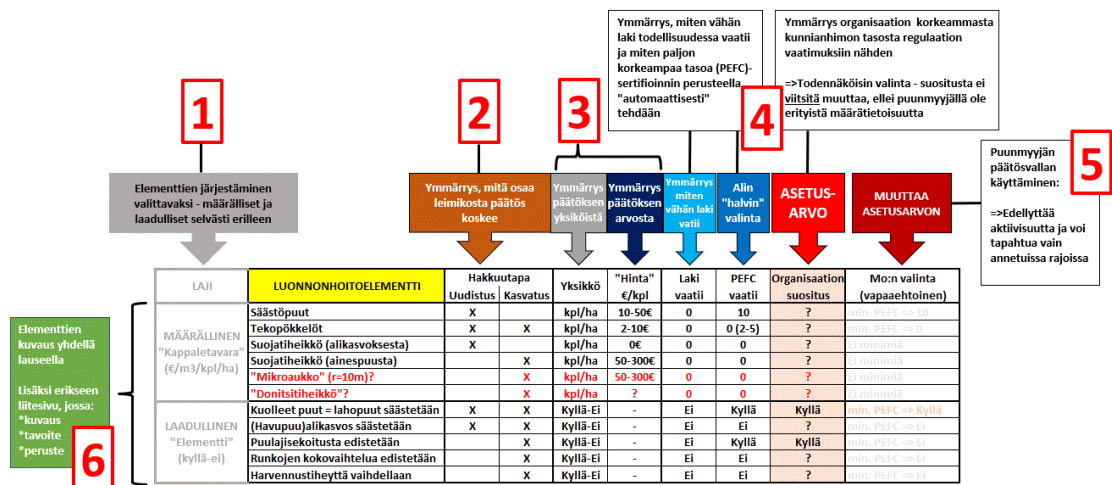 1
Elementtien järjestäminen
valittavaksi - määrälliset ja
laadulliset selvästi erilleen
2
Ymmärrys, mitä osaa
leimikosta päätös
koskee
3
Ymmärrys
päätöksen
yksiköistä
Ymmärrys
päätöksen
arvosta
Ymmärrys, miten vähän
laki todellisuudessa vaatii
ja miten paljon
korkeampaa tasoa (PEFC)-
sertifioinnin perusteella
"automaattisesti"
tehdään
Ymmärrys
miten
vähän laki
vaatii
4
Alin
"halvin"
valinta
Ymmärrys organisaation korkeammasta
kunnianhimon tasosta regulaation
vaatimuksiin nähden
=>Todennäköisin valinta - suositusta ei
viitsitä muuttaa, ellei puunmyjällä ole
erityistä määrätietoisuutta
ASETUS-
ARVO
MUUTTAA
ASETUSARVON
5
Puunmyjän
päätösvallan
käyttäminen:
=>Edellyttää
aktiivisuutta ja voi
tapahtua vain
annetuissa rajoissa
LAJI LUONNONHOITOELEMENTTI Hakkuutapa Uudistus Kasvatus Yksikkö "Hinta" €/kpl Laki vaatii PEFC vaatii Organisaation suositus Mo:n valinta (vapaaehtoinen)
MÄÄRÄLLINEN
"Kappaletavara"
(€/m3/kpl/ha)
Säästöpuut X kpl/ha 10-50€ 0 10 ? min. PEFC => 10
Tekopökkelöt X X kpl/ha 2-10€ 0 0 (2-5) ? min. PEFC => 0
Suojatiheikkö (alikasvoksesta) X kpl/ha 0€ 0 0 ? Ei minimiä
Suojatiheikkö (ainespuusta) X kpl/ha 50-300€ 0 0 ? Ei minimiä
"Mikroaukko" (r=10m)? X kpl/ha 50-300€ 0 0 ? Ei minimiä
"Donitsitiheikkö"? X kpl/ha ? 0 0 ? Ei minimiä
LAADULLINEN
"Elementti"
(kyllä-ei)
Kuolleet puut = lahopuut säästetään X X Kyllä-Ei - Ei Kyllä Kyllä min. PEFC => Kyllä
(Havupuu)alikasvos säästetään X X Kyllä-Ei - Ei Ei ? min. PEFC => Ei
Puulajisekoitusta edistetään X Kyllä-Ei - Ei Kyllä Kyllä min. PEFC => Ei
Runkojen kokovaihtelua edistetään X Kyllä-Ei - Ei Ei ? min. PEFC => Ei
Harvennustiheyttä vaihdellaan X Kyllä-Ei - Ei Ei ? min. PEFC => Ei
Elementtien
kuvaus yhdellä
lauseella
Lisäksi erikseen
liitesivu, jossa:
*kuvaus
*tavoite
*peruste
6